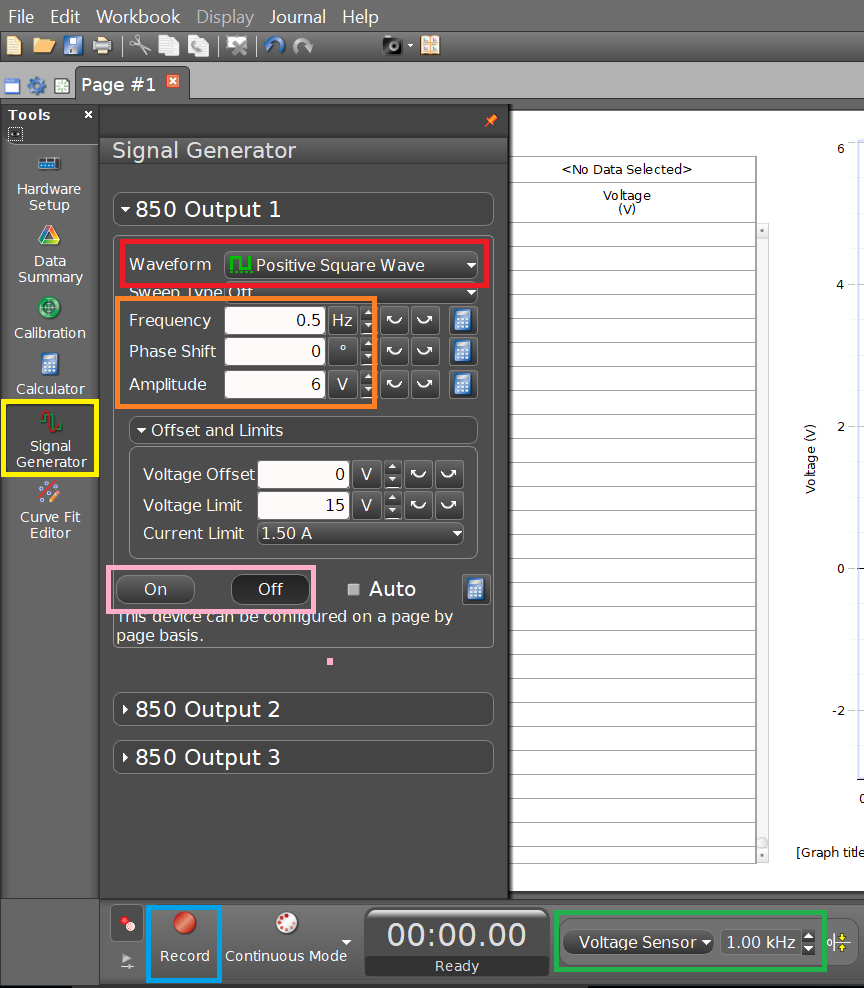 File Edit Workbook Display Journal Help
Page #1
Tools
Hardware
Setup
Data
Summary
Calibration
Calculator
Signal
Generator
Curve Fit
Editor
Signal Generator
850 Output 1
Waveform Positive Square Wave
Sweep Type Off
Frequency 0.5 Hz
Phase Shift 0 °
Amplitude 6 V
Offset and Limits
Voltage Offset 0 V
Voltage Limit 15 V
Current Limit 1.50 A
On Off Auto
This device can be configured on a page by
page basis.
850 Output 2
850 Output 3
<No Data Selected>
Voltage
(V)
6
4
2
0
-2
Voltage (V)
0
[Graph title
Record
Continuous Mode
00:00.00
Ready
Voltage Sensor 1.00 kHz